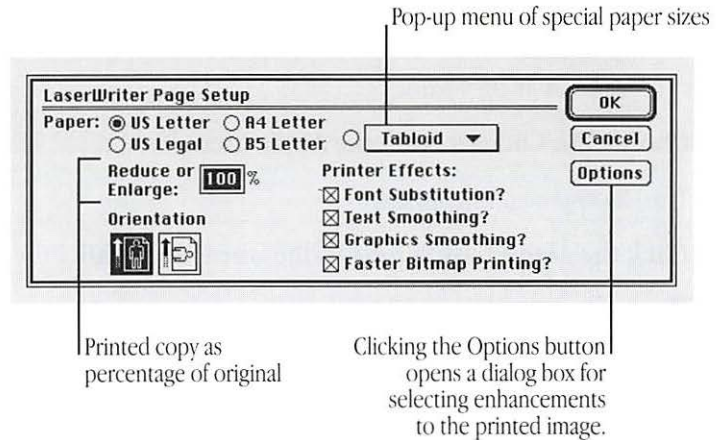 Pop-up menu of special paper sizes
LaserWriter Page Setup
OK
Paper: US Letter A4 Letter
US Legal B5 Letter Tabloid
Cancel
Reduce or 100 %
Enlarge:
Printer Effects:
Options
Font Substitution?
Orientation
Text Smoothing?
Graphics Smoothing?
Faster Bitmap Printing?
Printed copy as
percentage of original
Clicking the Options button
opens a dialog box for
selecting enhancements
to the printed image.